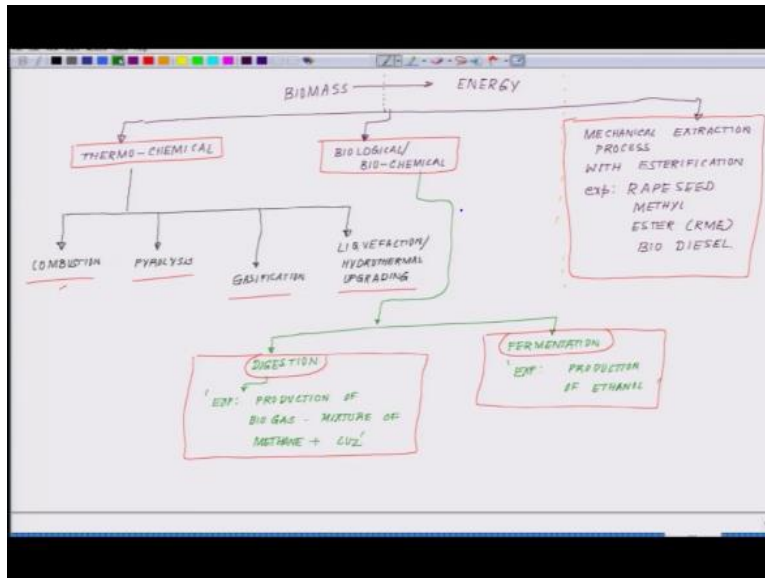 BIOMASS → ENERGY
THERMO-CHEMICAL
BIOLOGICAL/
BIO-CHEMICAL
MECHANICAL EXTRACTION
PROCESS
WITH ESTERIFICATION
exp: RAPE SEED
METHYL
ESTER (RME)
BIO DIESEL
COMBUSTION
PYROLYSIS
GASIFICATION
LIQVEFACTION/
HYDROTHERMAL
UPGRADING
DIGESTION
'EXP: PRODUCTION OF
BIO GAS - MIXTURE OF
METHANE + CO2'
FERMENTATION
'EXP: PRODUCTION
OF ETHANOL